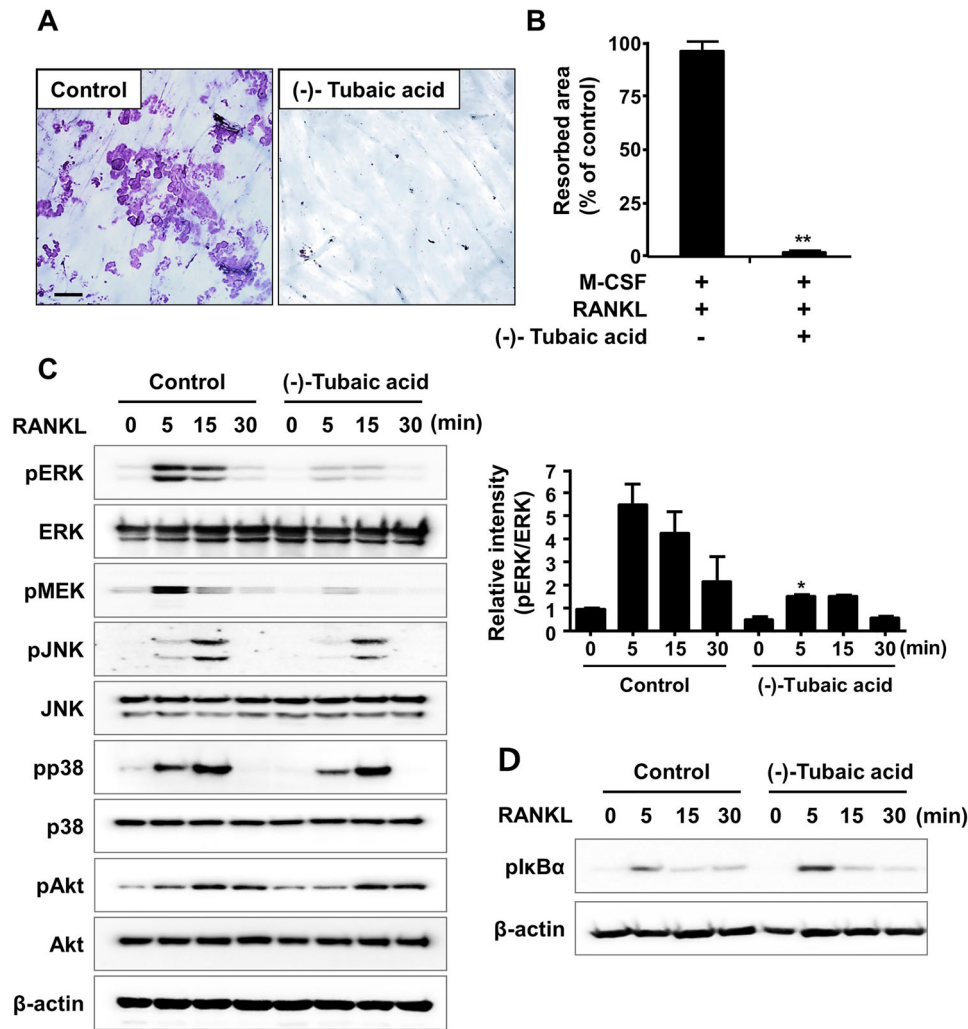 A
Control
(-)- Tubaic acid
B
Resorbed area
(% of control)
100
75
50
25
0
**
M-CSF + +
RANKL + +
(-)- Tubaic acid - +
C
Control (-)-Tubaic acid
RANKL 0 5 15 30 0 5 15 30 (min)
pERK
ERK
pMEK
pJNK
JNK
pp38
p38
pAkt
Akt
β-actin
Relative intensity
(pERK/ERK)
7
6
5
4
3
2
1
0
*
0 5 15 30 0 5 15 30 (min)
Control (-)-Tubaic acid
D
Control (-)-Tubaic acid
RANKL 0 5 15 30 0 5 15 30 (min)
pIκBα
β-actin